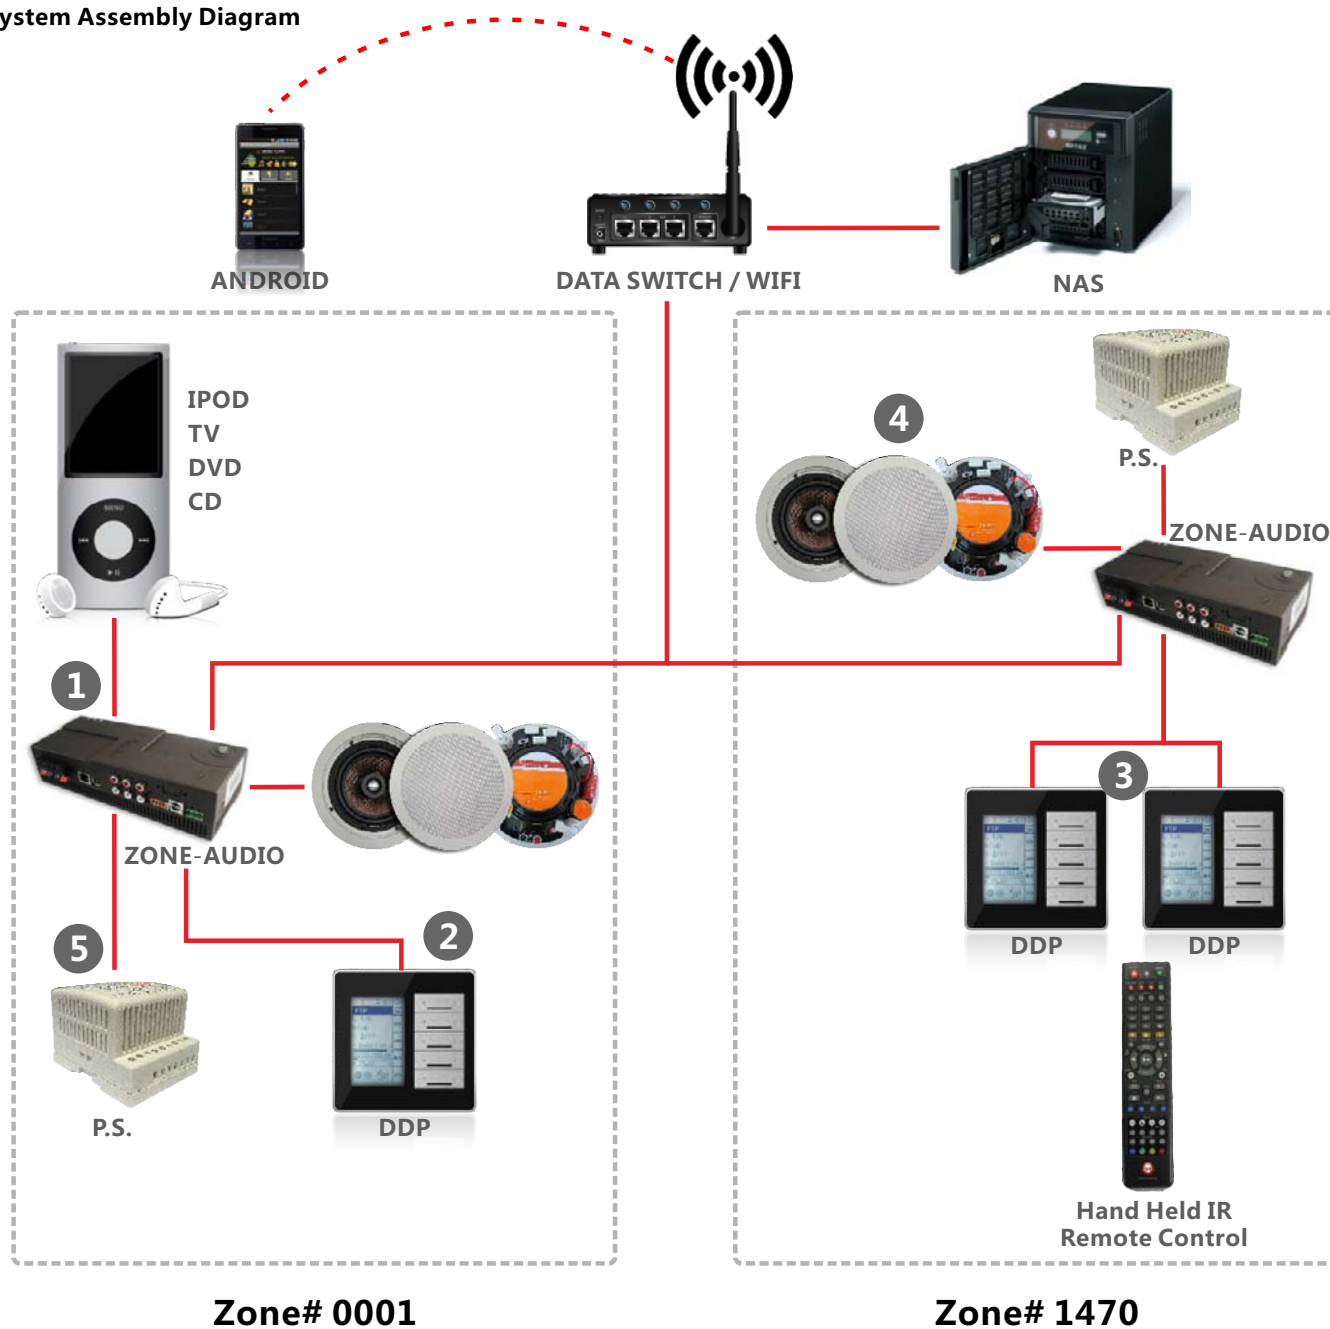 ystem Assembly Diagram
ANDROID
DATA SWITCH / WIFI
NAS
IPOD
TV
DVD
CD
MENU
1
ZONE-AUDIO
5
P.S.
2
DDP
4
P.S.
ZONE-AUDIO
3
DDP
DDP
Hand Held IR
Remote Control
Zone# 0001
Zone# 1470